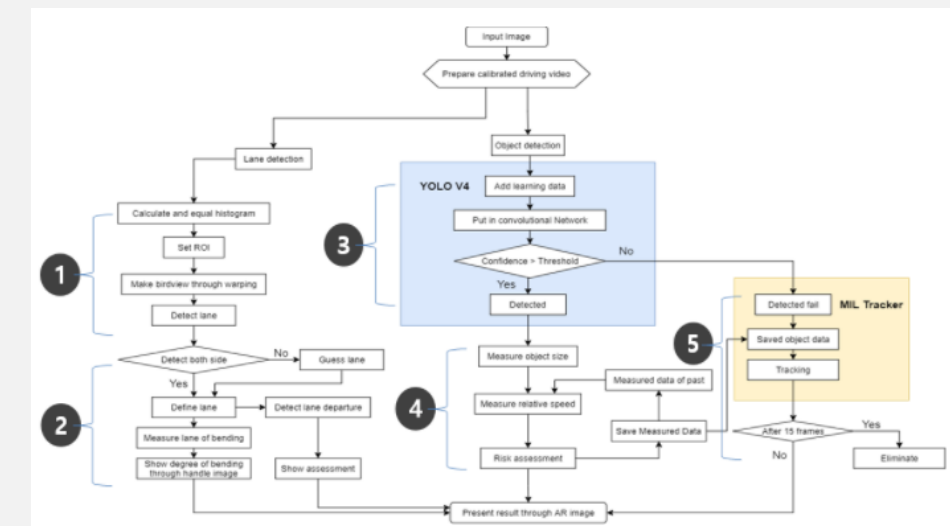 Input Image
Prepare calibrated driving video
Lane detection
Object detection
YOLO V4
Add learning data
Calculate and equal histogram
3
Put in convolutional Network
Set ROI
No
1
Confidence > Threshold
Make birdview through warping
Yes
Detected
Detected fail
MIL Tracker
Detect lane
5
Saved object data
Detect both side
No
Guess lane
Measure object size
Tracking
Yes
Measured data of past
Define lane
Detect lane departure
4
Measure relative speed
2
Measure lane of bending
Save Measured Data
After 15 frames
Yes
Show degree of bending
through handle image
Show assessment
Risk assessment
No
Eliminate
Present result through AR image